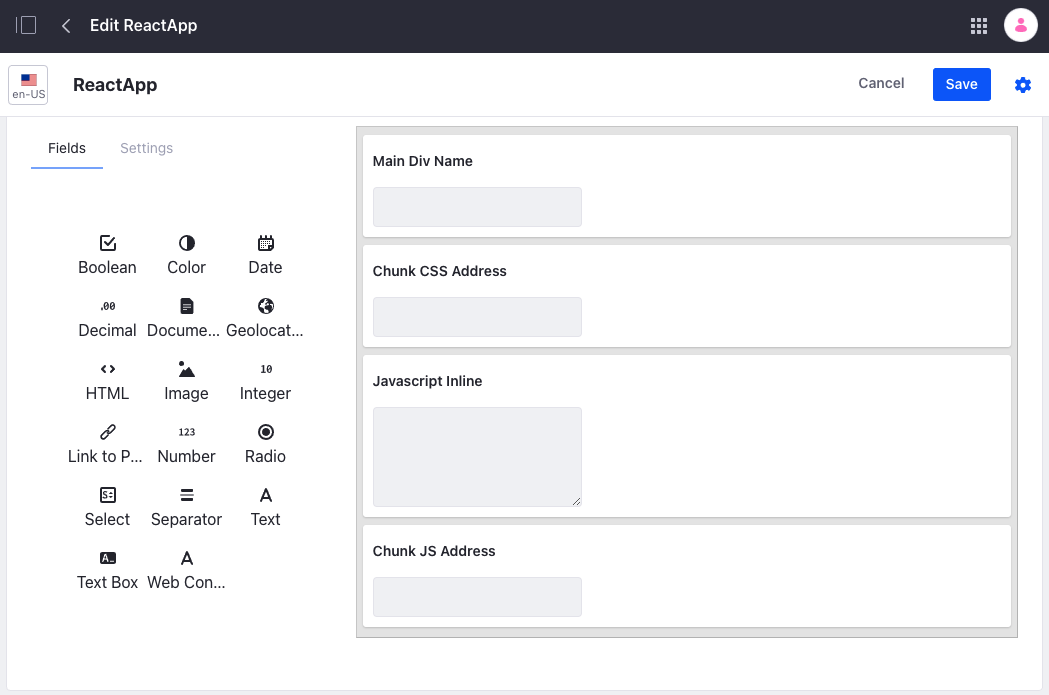 Edit ReactApp
en-US
ReactApp
Cancel
Save
Fields
Settings
Boolean
Color
Date
.00
Decimal
Docume...
Geolocat...
HTML
Image
10
Integer
Link to P...
123
Number
Radio
S
Select
Separator
A
Text
A_
Text Box
A
Web Con...
Main Div Name
Chunk CSS Address
Javascript Inline
Chunk JS Address